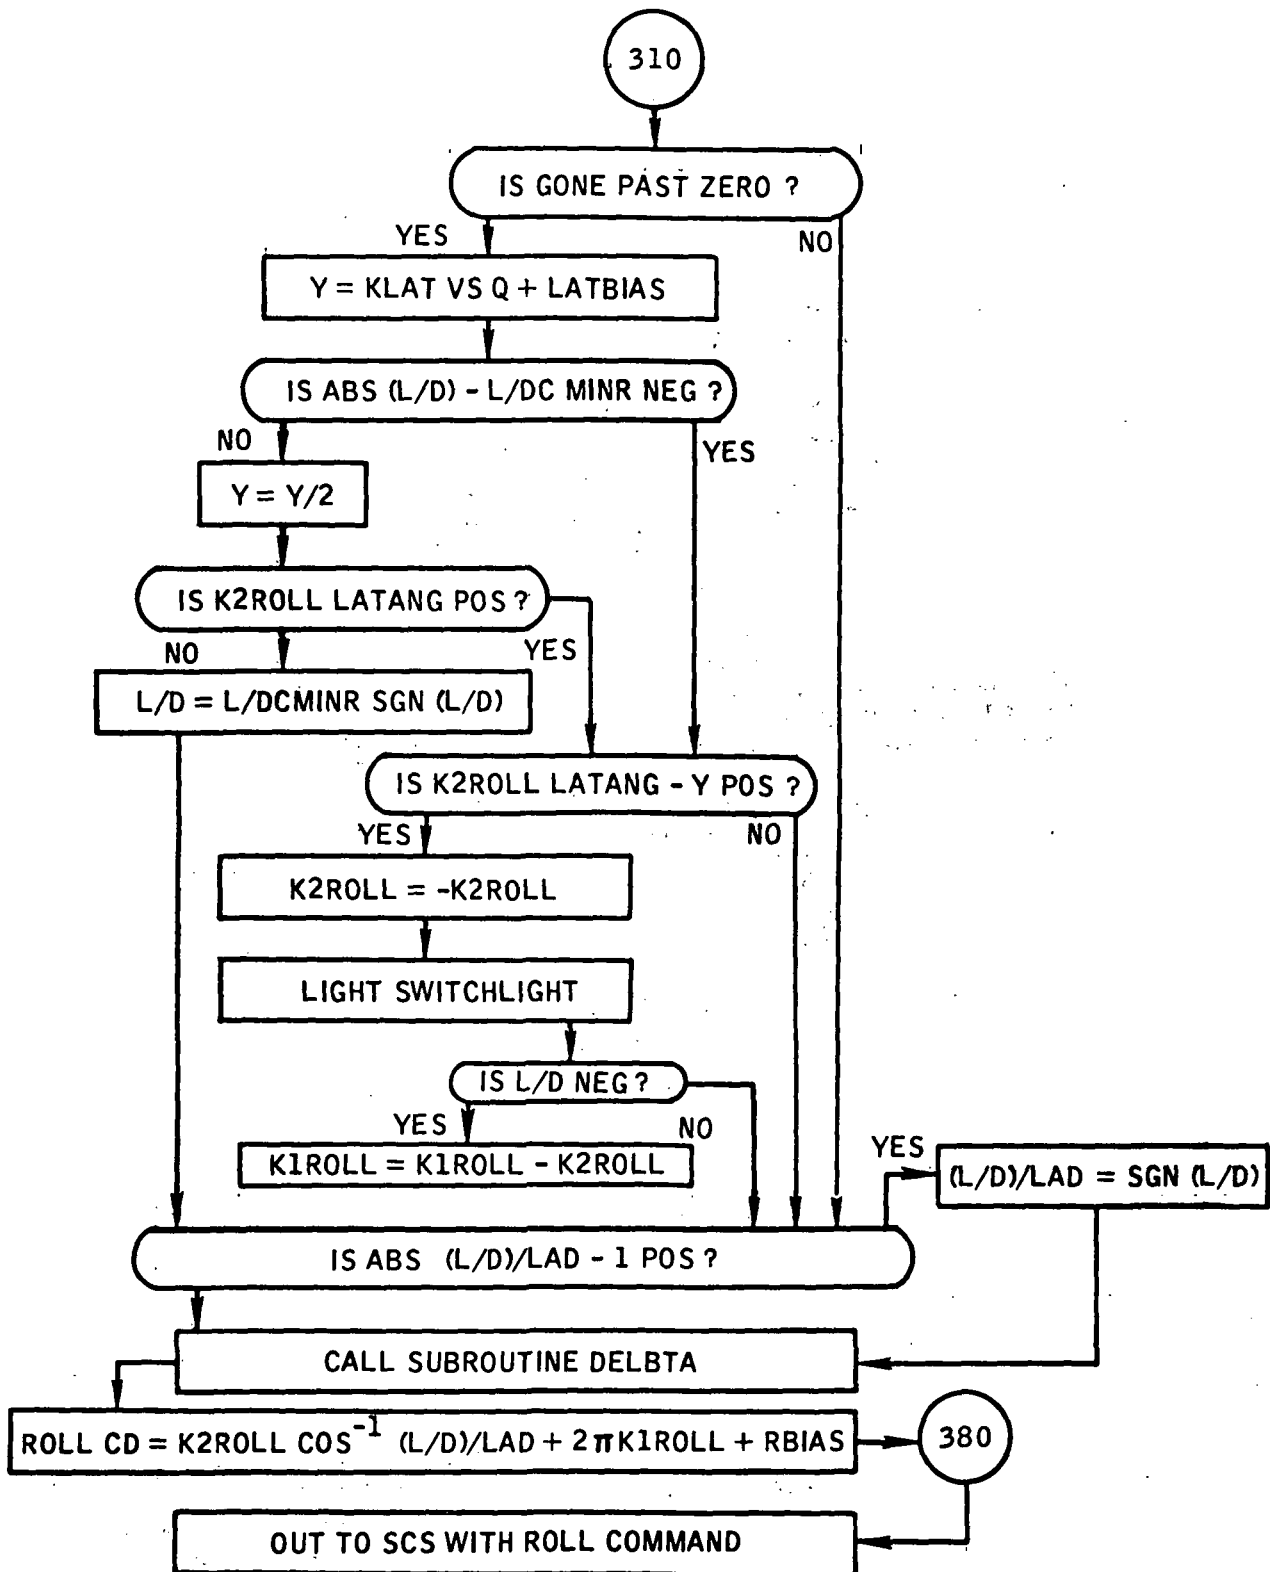 310
IS GONE PAST ZERO ?
YES
NO
Y = KLAT VS Q + LATBIAS
IS ABS (L/D) - L/DC MINR NEG ?
NO
YES
Y = Y/2
IS K2ROLL LATANG POS ?
NO
YES
L/D = L/DCMINR SGN (L/D)
IS K2ROLL LATANG - Y POS ?
YES
NO
K2ROLL = -K2ROLL
LIGHT SWITCHLIGHT
IS L/D NEG ?
YES
NO
K1ROLL = K1ROLL - K2ROLL
YES
(L/D)/LAD = SGN (L/D)
IS ABS (L/D)/LAD - 1 POS ?
CALL SUBROUTINE DELBTA
ROLL CD = K2ROLL COS⁻¹ (L/D)/LAD + 2πK1ROLL + RBIAS
380
OUT TO SCS WITH ROLL COMMAND